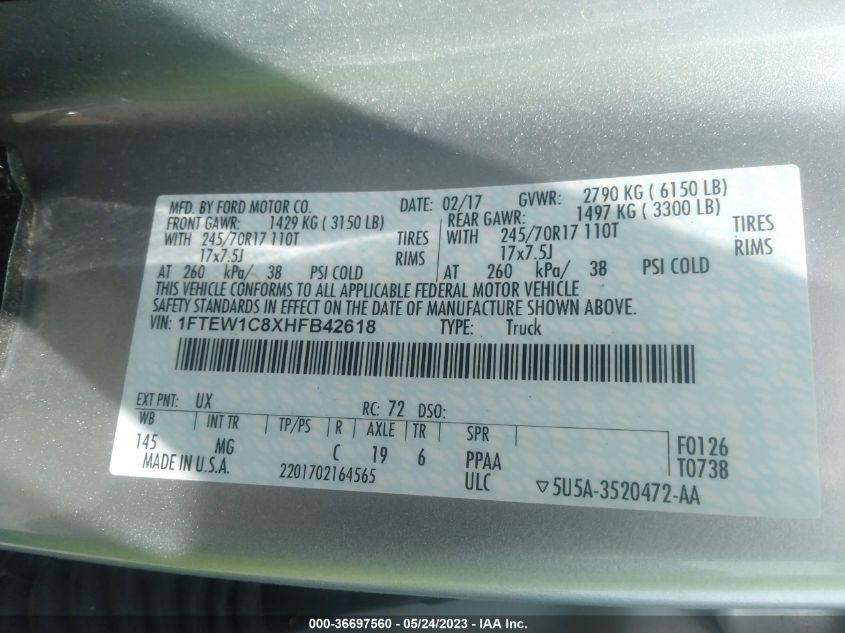 MFD. BY FORD MOTOR CO. DATE: 02/17 GVWR: 2790 KG ( 6150 LB)
FRONT GAWR: 1429 KG ( 3150 LB) REAR GAWR: 1497 KG ( 3300 LB)
WITH 245/70R17 110T TIRES WITH 245/70R17 110T TIRES
17x7.5J RIMS 17x7.5J RIMS
AT 260 kPa/ 38 PSI COLD AT 260 kPa/ 38 PSI COLD
THIS VEHICLE CONFORMS TO ALL APPLICABLE FEDERAL MOTOR VEHICLE
SAFETY STANDARDS IN EFFECT ON THE DATE OF MANUFACTURE SHOWN ABOVE.
VIN: 1FTEW1C8XHFB42618 TYPE: Truck
EXT PNT: UX RC: 72 DSO:
WB INT TR TP/PS R AXLE TR SPR
145 MG C 19 6 PPAA F0126
MADE IN U.S.A. 2201702164565 ULC T0738
▽5U5A-3520472-AA
000-36697560 - 05/24/2023 - IAA Inc.